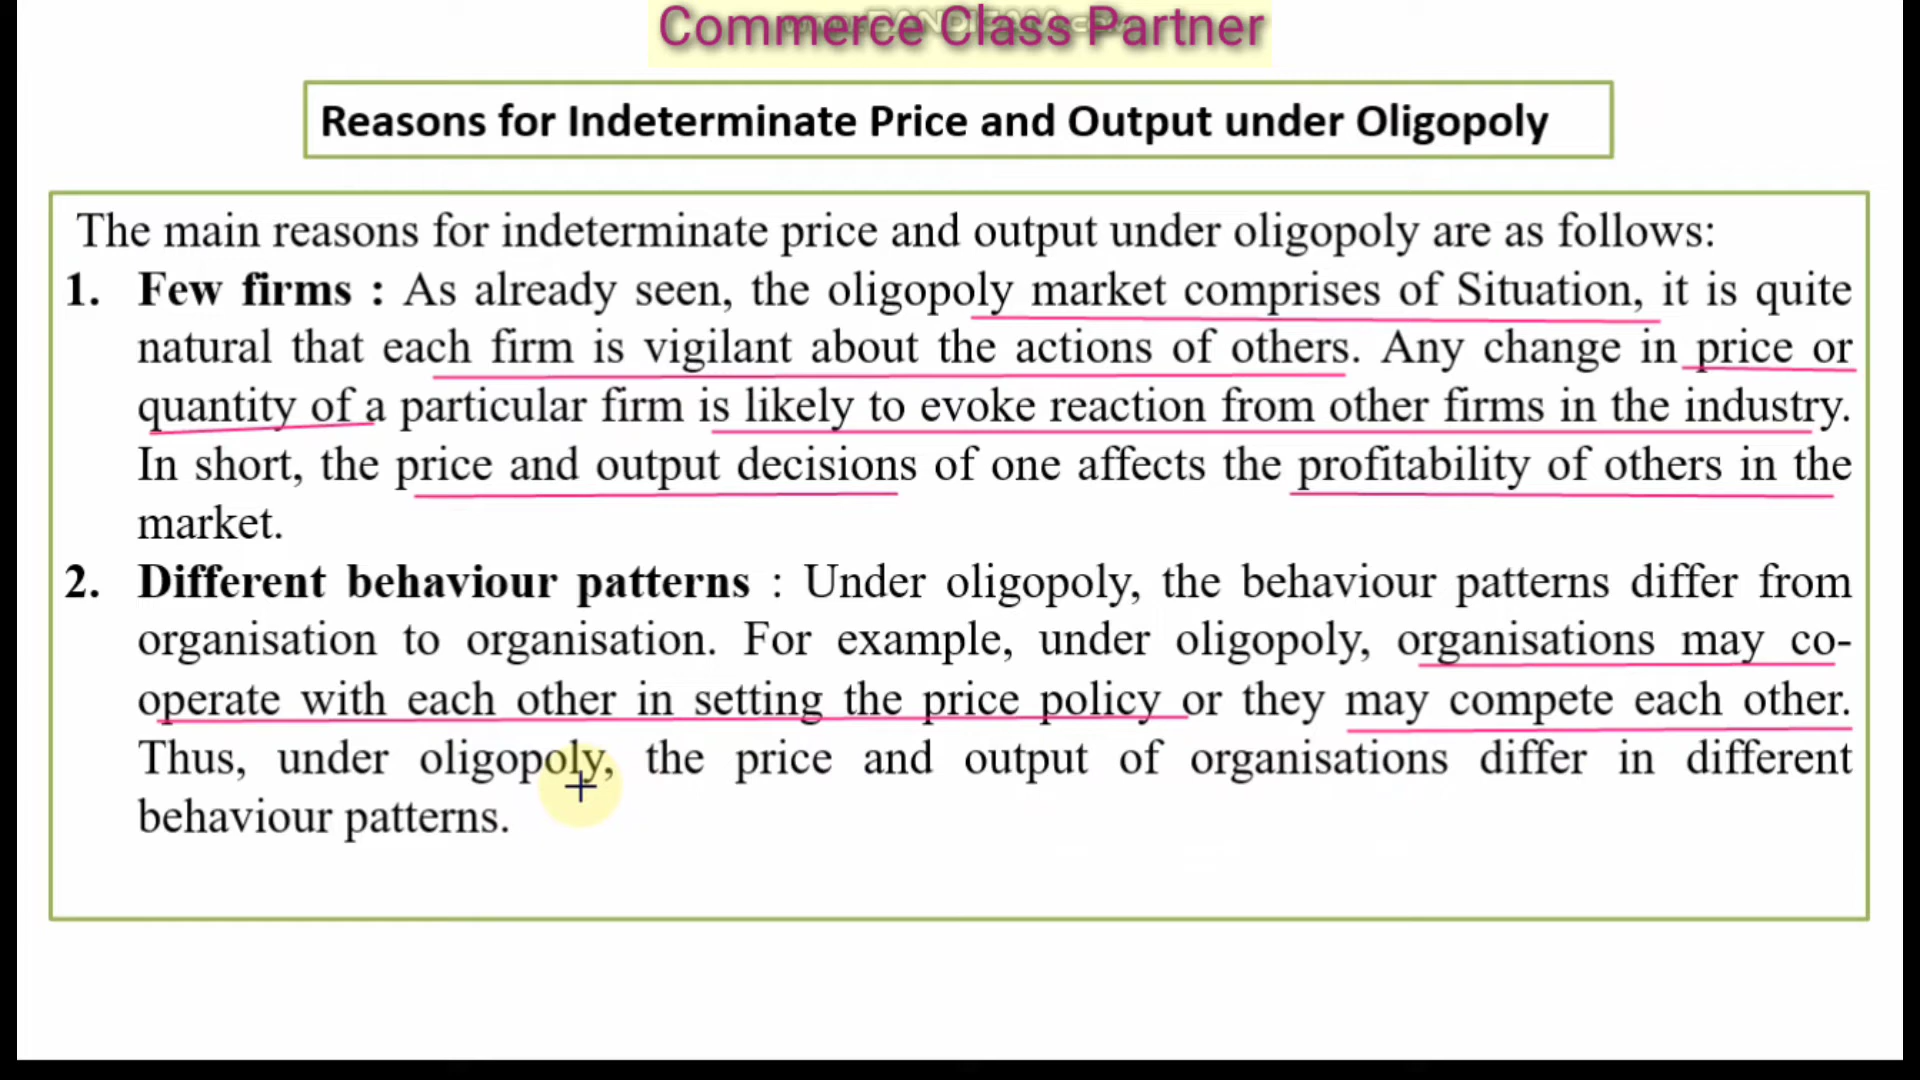 Commerce Class Partner
Reasons for Indeterminate Price and Output under Oligopoly
The main reasons for indeterminate price and output under oligopoly are as follows:
1. Few firms : As already seen, the oligopoly market comprises of Situation, it is quite
natural that each firm is vigilant about the actions of others. Any change in price or
quantity of a particular firm is likely to evoke reaction from other firms in the industry.
In short, the price and output decisions of one affects the profitability of others in the
market.
2. Different behaviour patterns : Under oligopoly, the behaviour patterns differ from
organisation to organisation. For example, under oligopoly, organisations may co-
operate with each other in setting the price policy or they may compete each other.
Thus, under oligopoly, the price and output of organisations differ in different
behaviour patterns.